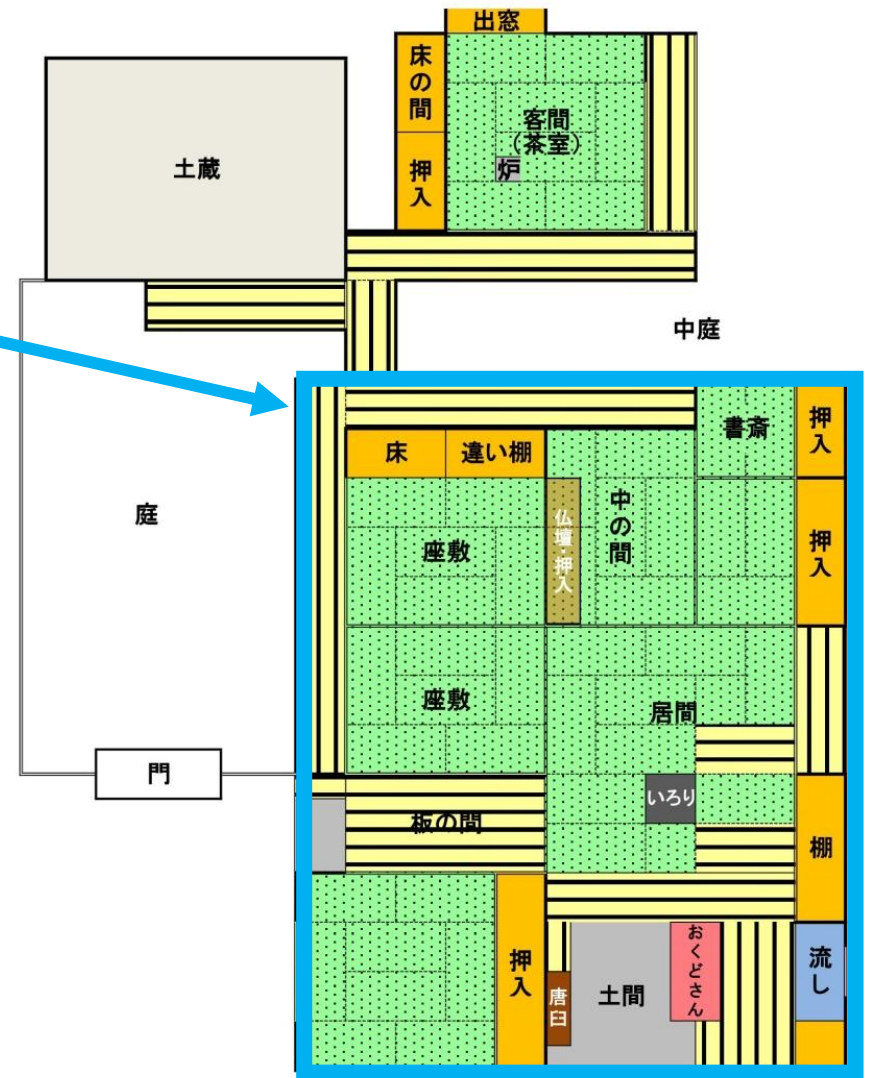 出窓
床の間
客間
（茶室）
炉
押入
土蔵
中庭
書斎
押入
床
違い棚
中の間
仏壇・押入
庭
座敷
押入
座敷
居間
門
いろり
板の間
棚
おくどさん
押入
唐臼
土間
流し